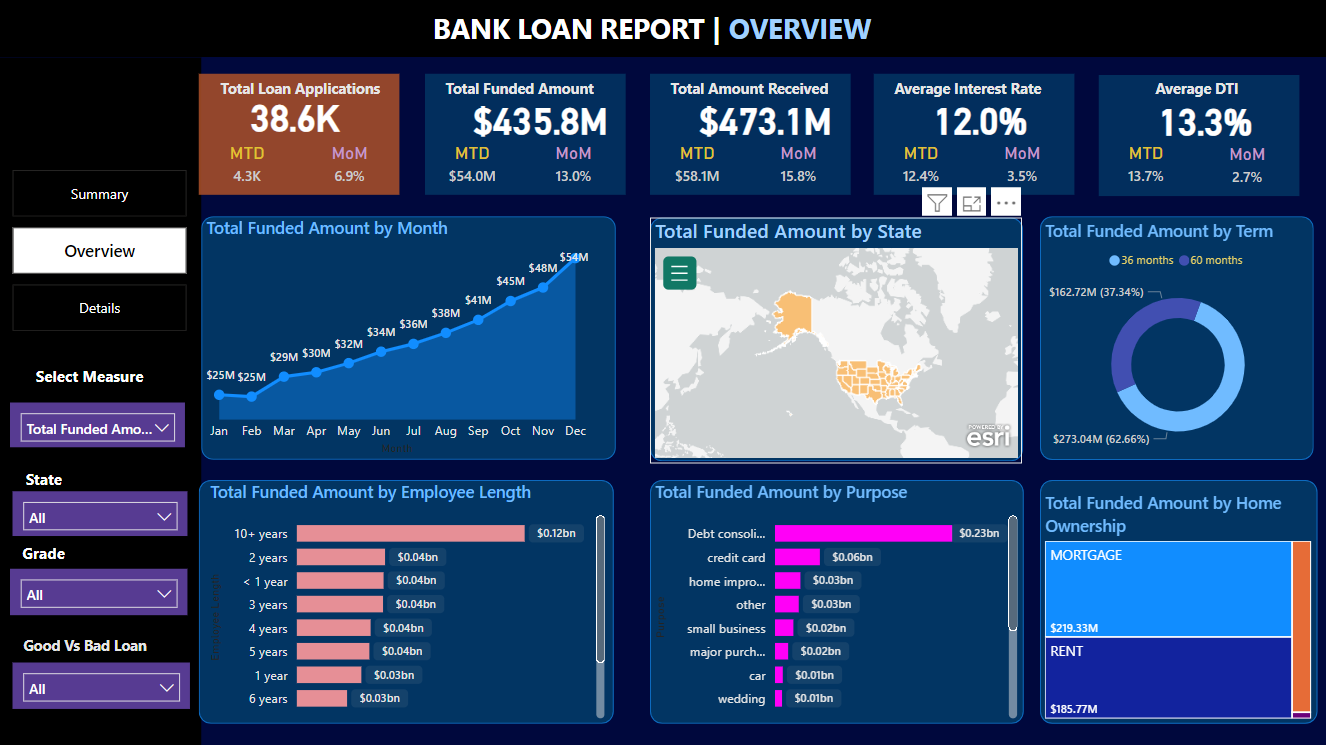 BANK LOAN REPORT | OVERVIEW
Total Loan Applications
38.6K
MTD MoM
4.3K 6.9%
Total Funded Amount
$435.8M
MTD MoM
$54.0M 13.0%
Total Amount Received
$473.1M
MTD MoM
$58.1M 15.8%
Average Interest Rate
12.0%
MTD MoM
12.4% 3.5%
Average DTI
13.3%
MTD MoM
13.7% 2.7%
Summary
Overview
Details
Select Measure
Total Funded Amo...
State
All
Grade
All
Good Vs Bad Loan
All
Total Funded Amount by Month
$25M $25M $29M $30M $32M $34M $36M $38M $41M $45M $48M $54M
Jan Feb Mar Apr May Jun Jul Aug Sep Oct Nov Dec
Month
Total Funded Amount by State
POWERED BY
esri
Total Funded Amount by Term
36 months 60 months
$162.72M (37.34%)
$273.04M (62.66%)
Total Funded Amount by Employee Length
Employee Length
10+ years $0.12bn
2 years $0.04bn
< 1 year $0.04bn
3 years $0.04bn
4 years $0.04bn
5 years $0.04bn
1 year $0.03bn
6 years $0.03bn
Total Funded Amount by Purpose
Purpose
Debt consoli... $0.23bn
credit card $0.06bn
home impro... $0.03bn
other $0.03bn
small business $0.02bn
major purch... $0.02bn
car $0.01bn
wedding $0.01bn
Total Funded Amount by Home
Ownership
MORTGAGE
$219.33M
RENT
$185.77M